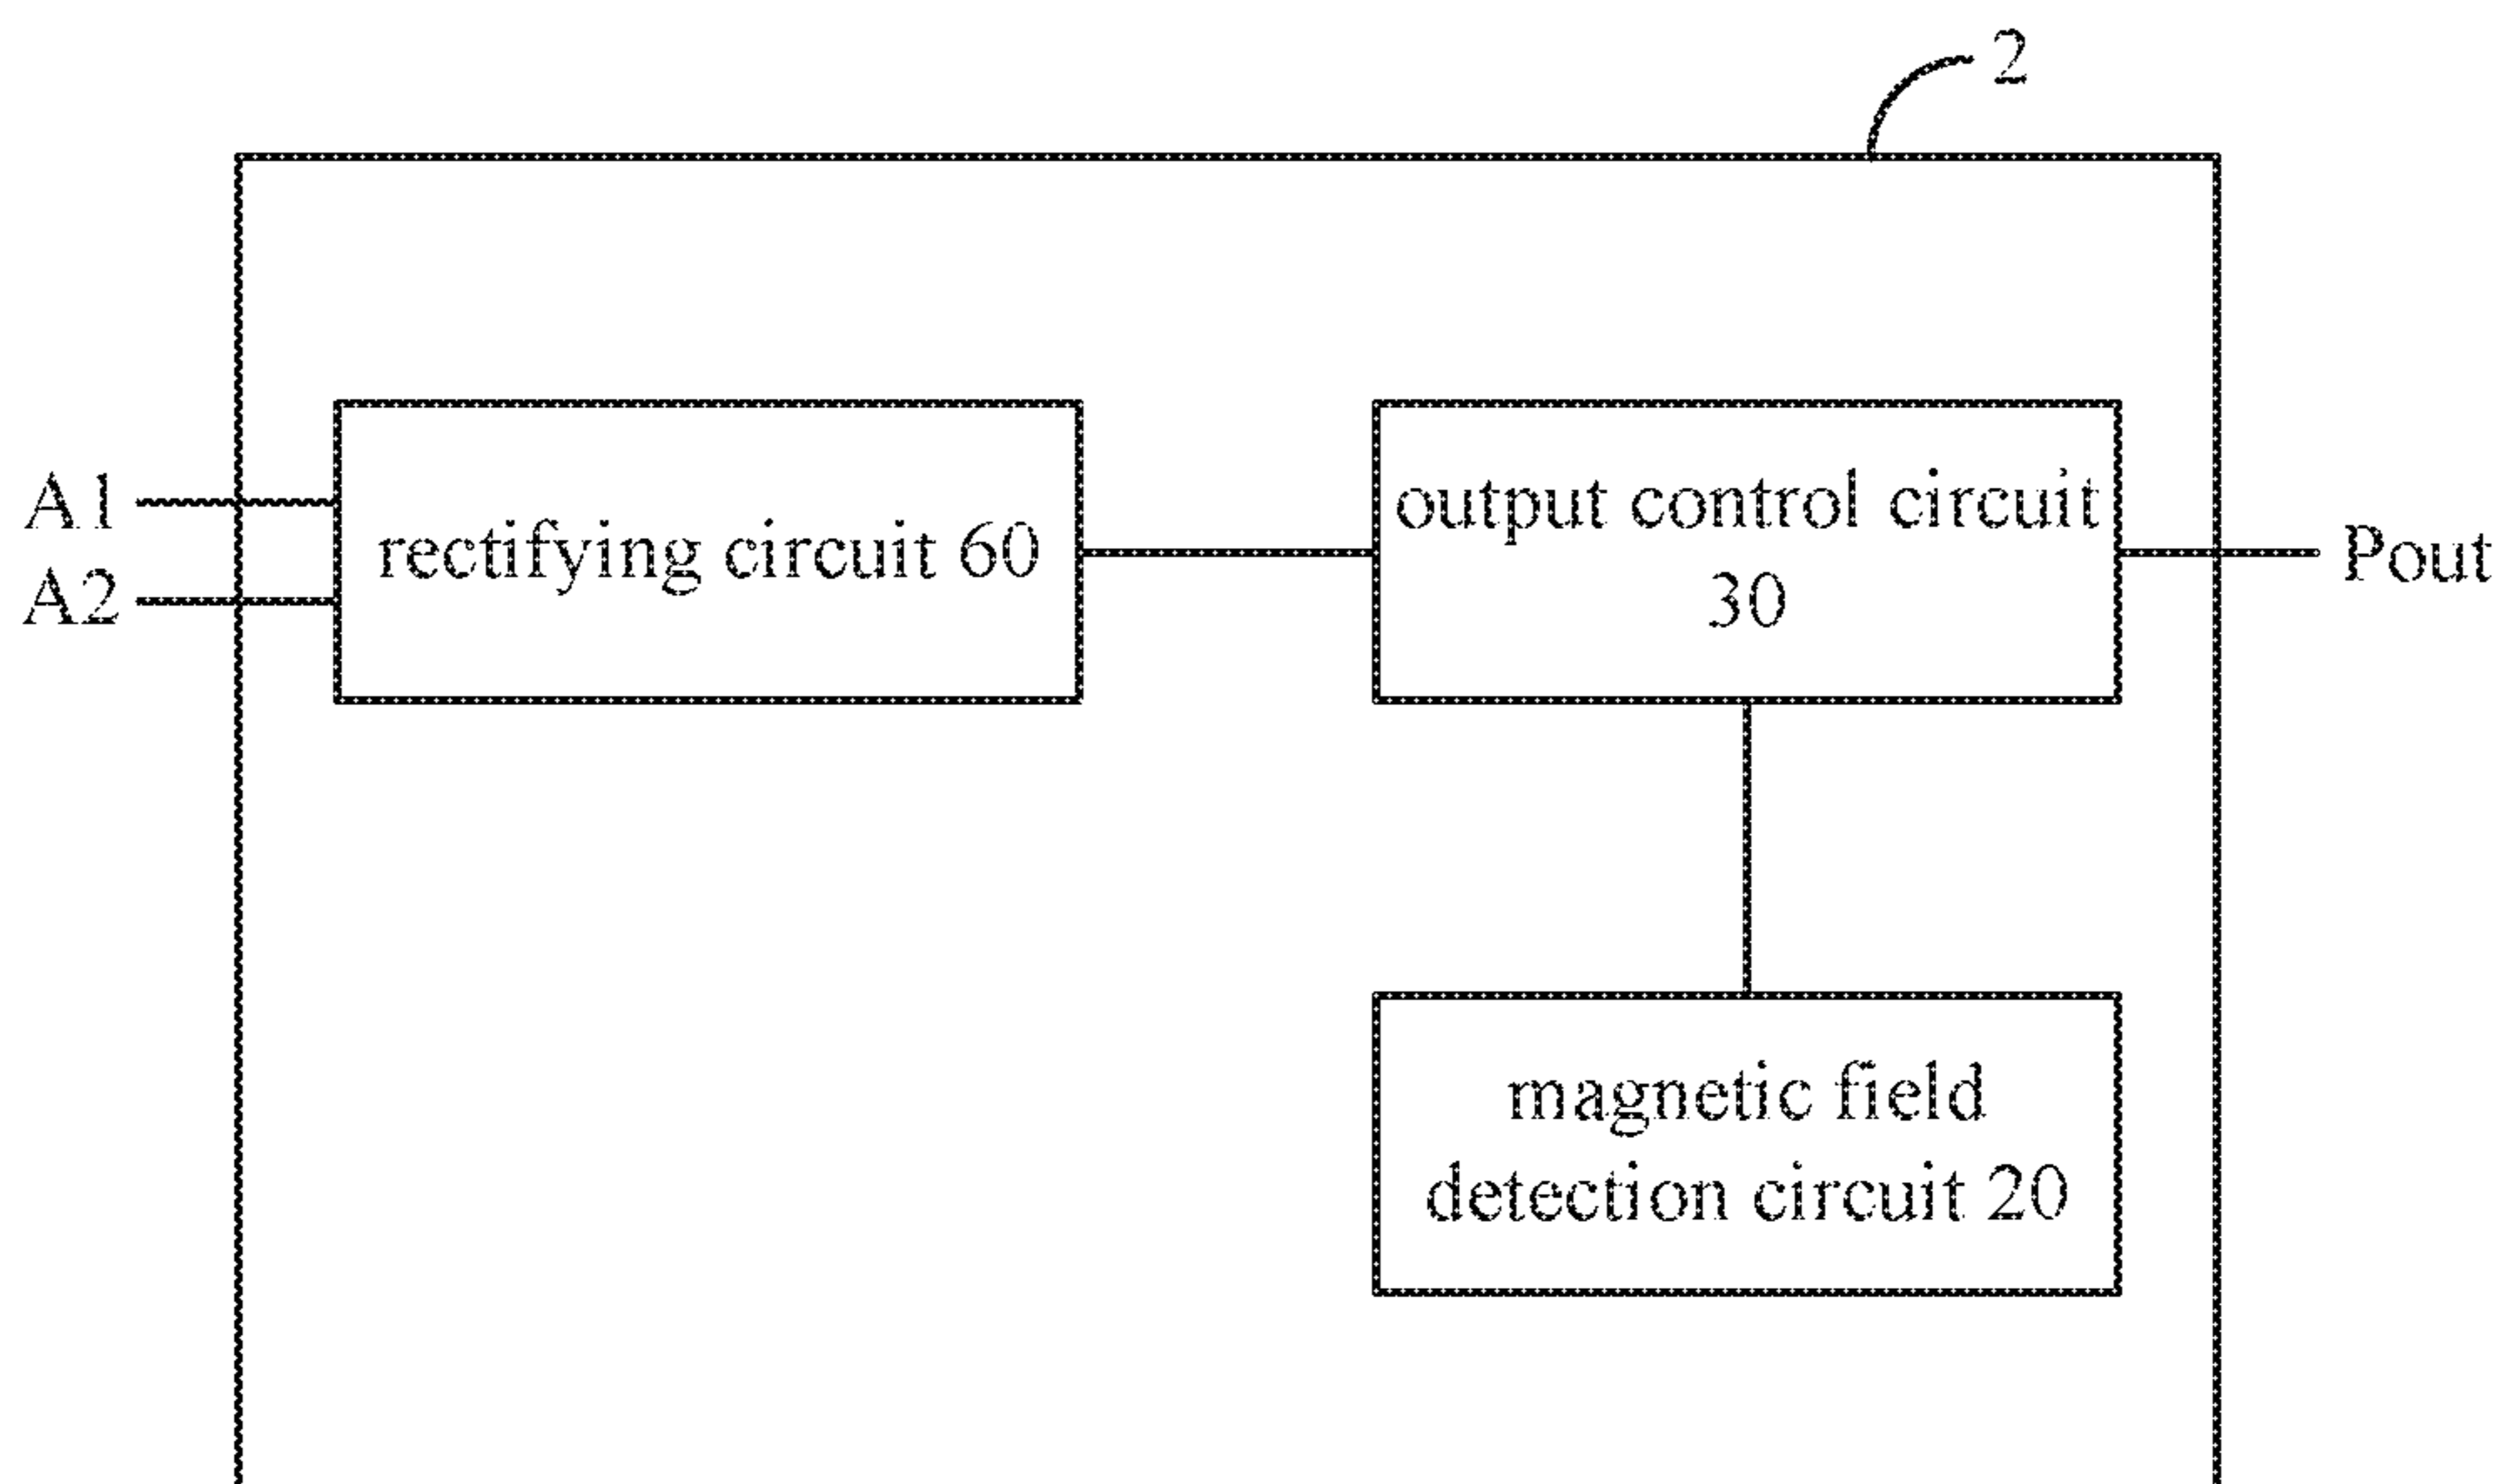 2
A1
A2
rectifying circuit 60
output control circuit
30
Pout
magnetic field
detection circuit 20